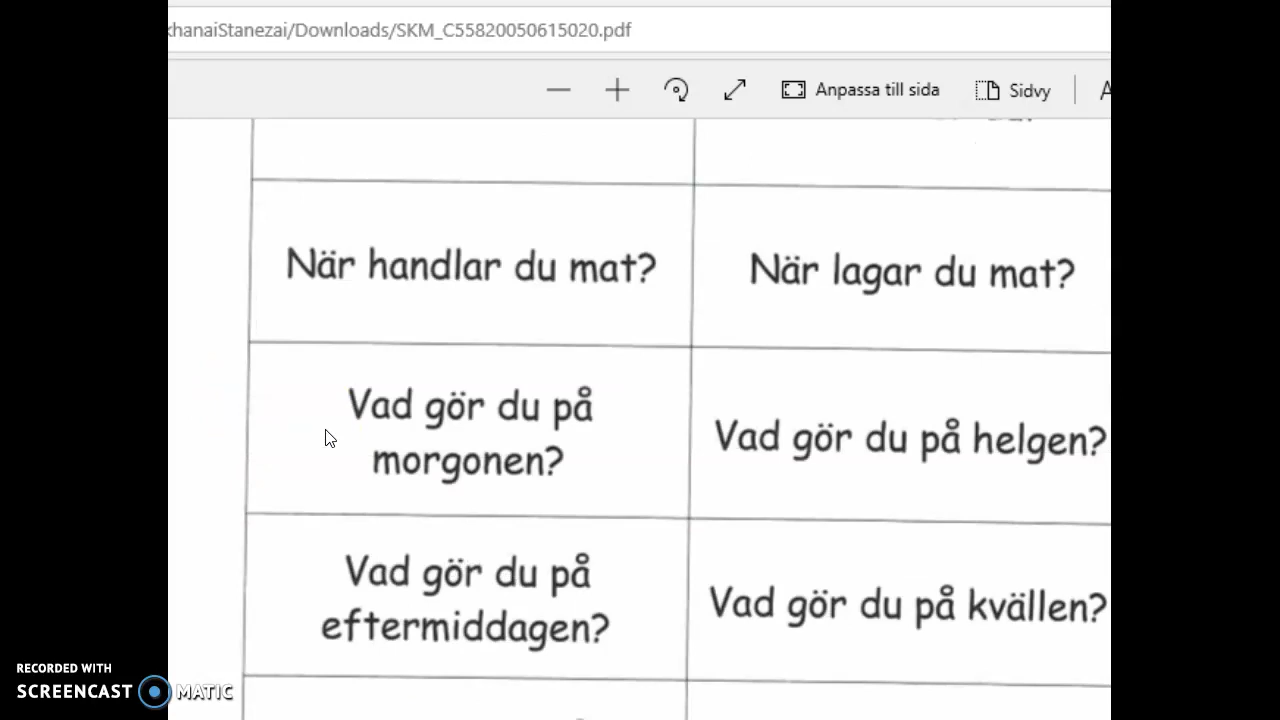 khanaiStanezai/Downloads/SKM_C55820050615020.pdf
Anpassa till sida
Sidvy
När handlar du mat?
När lagar du mat?
Vad gör du på
morgonen?
Vad gör du på helgen?
Vad gör du på
eftermiddagen?
Vad gör du på kvällen?
RECORDED WITH
SCREENCAST MATIC